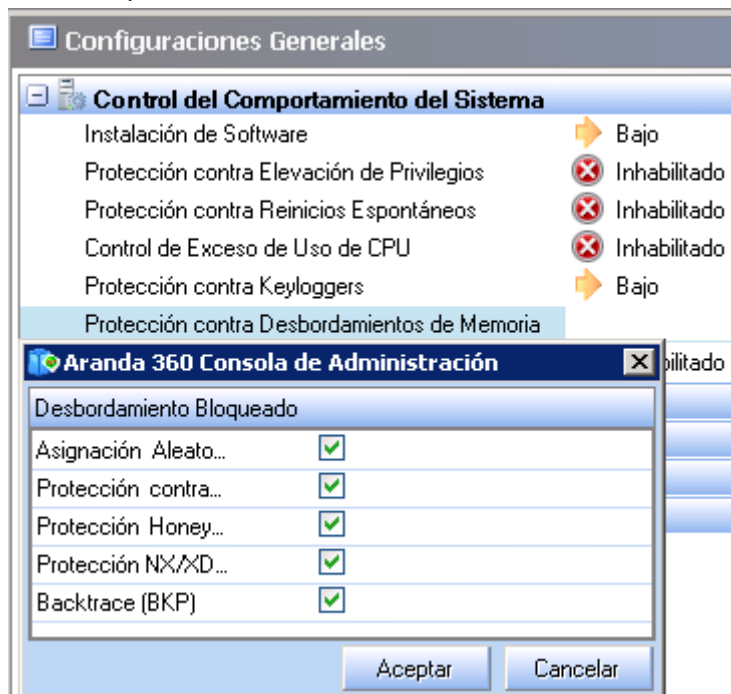 Configuraciones Generales
Control del Comportamiento del Sistema
Instalación de Software Bajo
Protección contra Elevación de Privilegios Inhabilitado
Protección contra Reinicios Espontáneos Inhabilitado
Control de Exceso de Uso de CPU Inhabilitado
Protección contra Keyloggers Bajo
Protección contra Desbordamientos de Memoria
Aranda 360 Consola de Administración
bilitado
Desbordamiento Bloqueado
Asignación Aleato...
Protección contra...
Protección Honey...
Protección NX/XD...
Backtrace (BKP)
Aceptar Cancelar